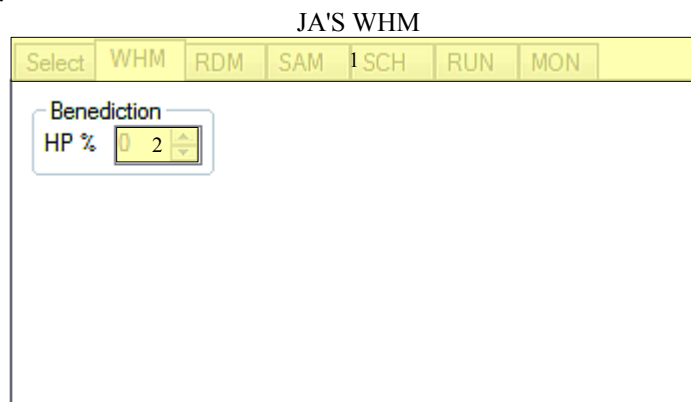 JA'S WHM
Select WHM RDM SAM 1 SCH RUN MON
Benediction
HP % 0 2